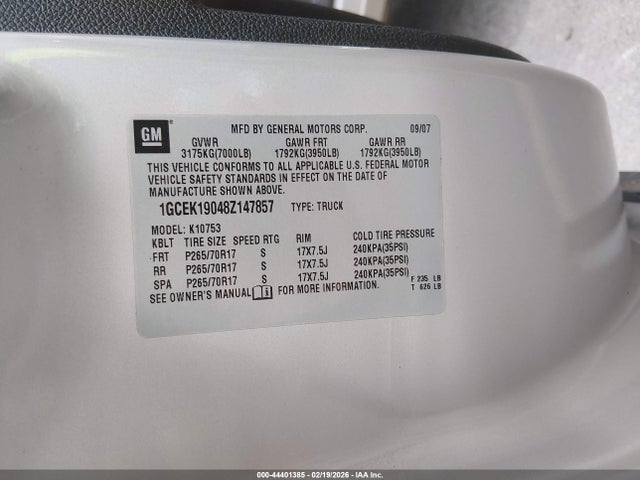 GM
MFD BY GENERAL MOTORS CORP. 09/07
GVWR GAWR FRT GAWR RR
3175KG(7000LB) 1792KG(3950LB) 1792KG(3950LB)
THIS VEHICLE CONFORMS TO ALL APPLICABLE U.S. FEDERAL MOTOR
VEHICLE SAFETY STANDARDS IN EFFECT ON THE DATE OF
MANUFACTURE SHOWN ABOVE.
1GCEK19048Z147857 TYPE: TRUCK
MODEL: K10753
KBLT TIRE SIZE SPEED RTG RIM COLD TIRE PRESSURE
FRT P265/70R17 S 17X7.5J 240KPA(35PSI)
RR P265/70R17 S 17X7.5J 240KPA(35PSI)
SPA P265/70R17 S 17X7.5J 240KPA(35PSI)
SEE OWNER'S MANUAL i FOR MORE INFORMATION.
F 235 LB
T 626 LB
000-44401385 - 02/19/2026 - IAA Inc.